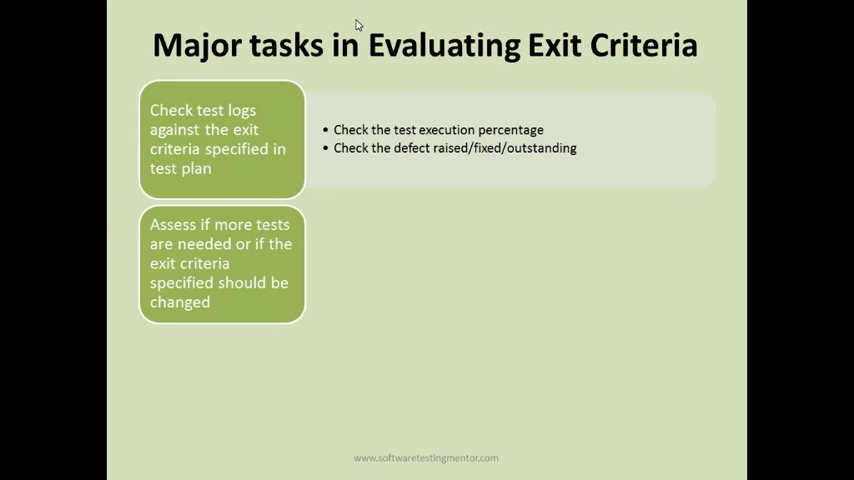 Major tasks in Evaluating Exit Criteria
Check test logs
against the exit
criteria specified in
test plan
• Check the test execution percentage
• Check the defect raised/fixed/outstanding
Assess if more tests
are needed or if the
exit criteria
specified should be
changed
www.softwaretestingmentor.com